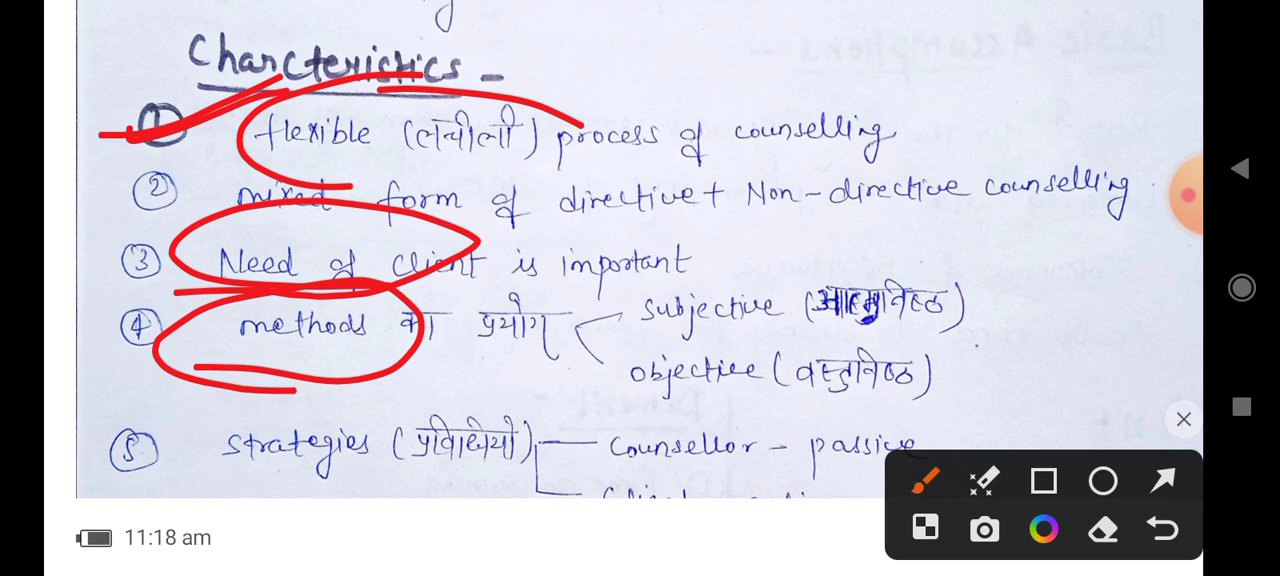 Charcteristics -
① flexible (लचीली) process of counselling
② mixed form of directive + Non-directive counselling
③ Need of client is important
④ methods का प्रयोग subjective (आत्मनिष्ठ)
objective (वस्तुनिष्ठ)
⑤ strategies (प्रविधियों) counsellor - passive
11:18 am